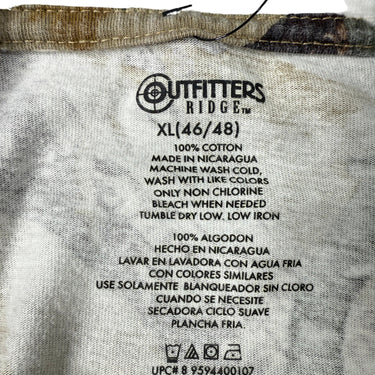 OUTFITTERS
RIDGE™
XL(46/48)
100% COTTON
MADE IN NICARAGUA
MACHINE WASH COLD,
WASH WITH LIKE COLORS
ONLY NON CHLORINE
BLEACH WHEN NEEDED
TUMBLE DRY LOW. LOW IRON
100% ALGODON
HECHO EN NICARAGUA
LAVAR EN LAVADORA CON AGUA FRIA
CON COLORES SIMILARES
USE SOLAMENTE BLANQUEADOR SIN CLORO
CUANDO SE NECESITE
SECADORA CICLO SUAVE
PLANCHA FRIA.
UPC# 8 9594400107